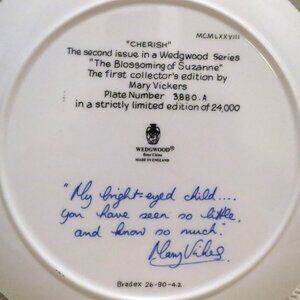 MCMLXXVIII
"CHERISH"
The second issue in a Wedgwood Series
"The Blossoming of Suzanne"
The first collector's edition by
Mary Vickers
Plate Number 3880.A
in a strictly limited edition of 24,000
WEDGWOOD®
Bone China
MADE IN ENGLAND
"My bright-eyed child....
you have seen so little,
and know so much."
Mary Vickers
Bradex 26-90-4.2